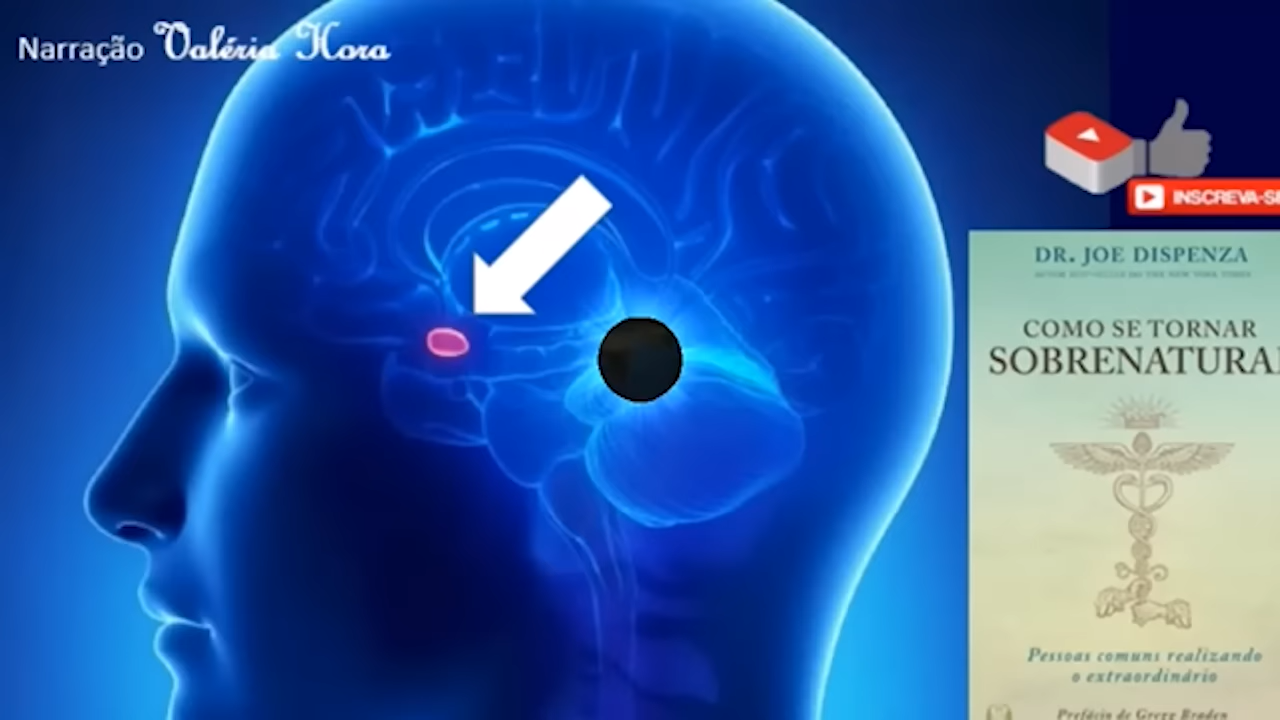 Narração Valéria Hora
INSCREVA-SE
DR. JOE DISPENZA
COMO SE TORNAR
SOBRENATURAL
Pessoas comuns realizando
o extraordinário
Prefácio de Gregg Braden